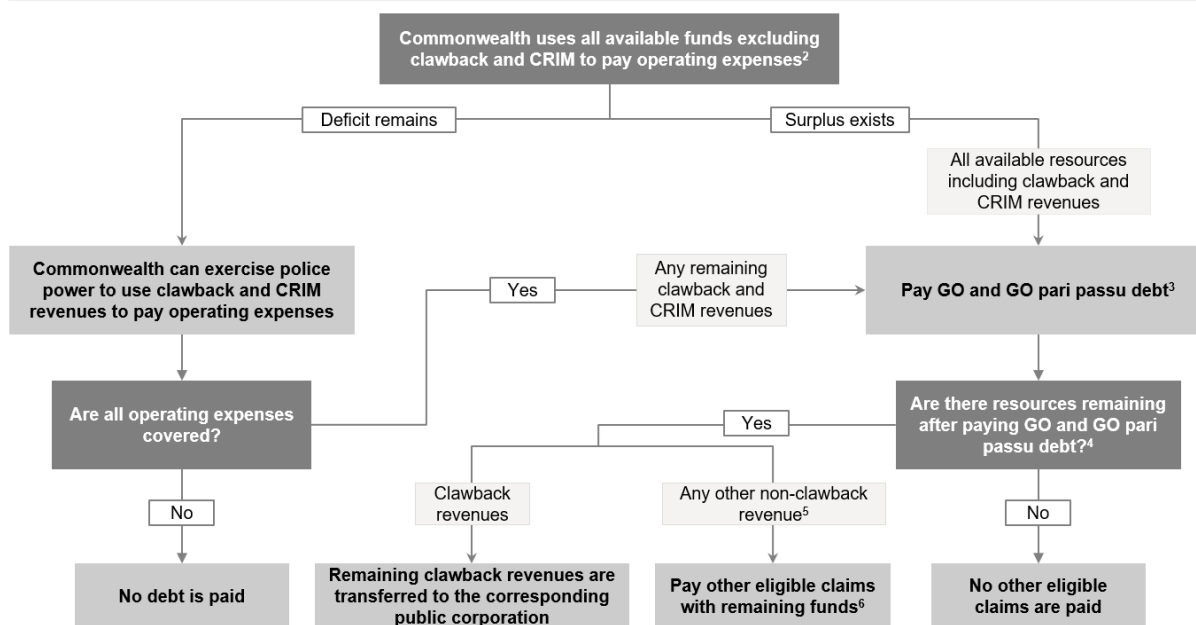 Commonwealth uses all available funds excluding
clawback and CRIM to pay operating expenses²
Deficit remains
Surplus exists
All available resources
including clawback and
CRIM revenues
Commonwealth can exercise police
power to use clawback and CRIM
revenues to pay operating expenses
Yes
Any remaining
clawback and
CRIM revenues
Pay GO and GO pari passu debt³
Are all operating expenses
covered?
Yes
Are there resources remaining
after paying GO and GO pari
passu debt?⁴
Clawback
revenues
Any other non-clawback
revenue⁵
No
No
No debt is paid
Remaining clawback revenues are
transferred to the corresponding
public corporation
Pay other eligible claims
with remaining funds⁶
No other eligible
claims are paid